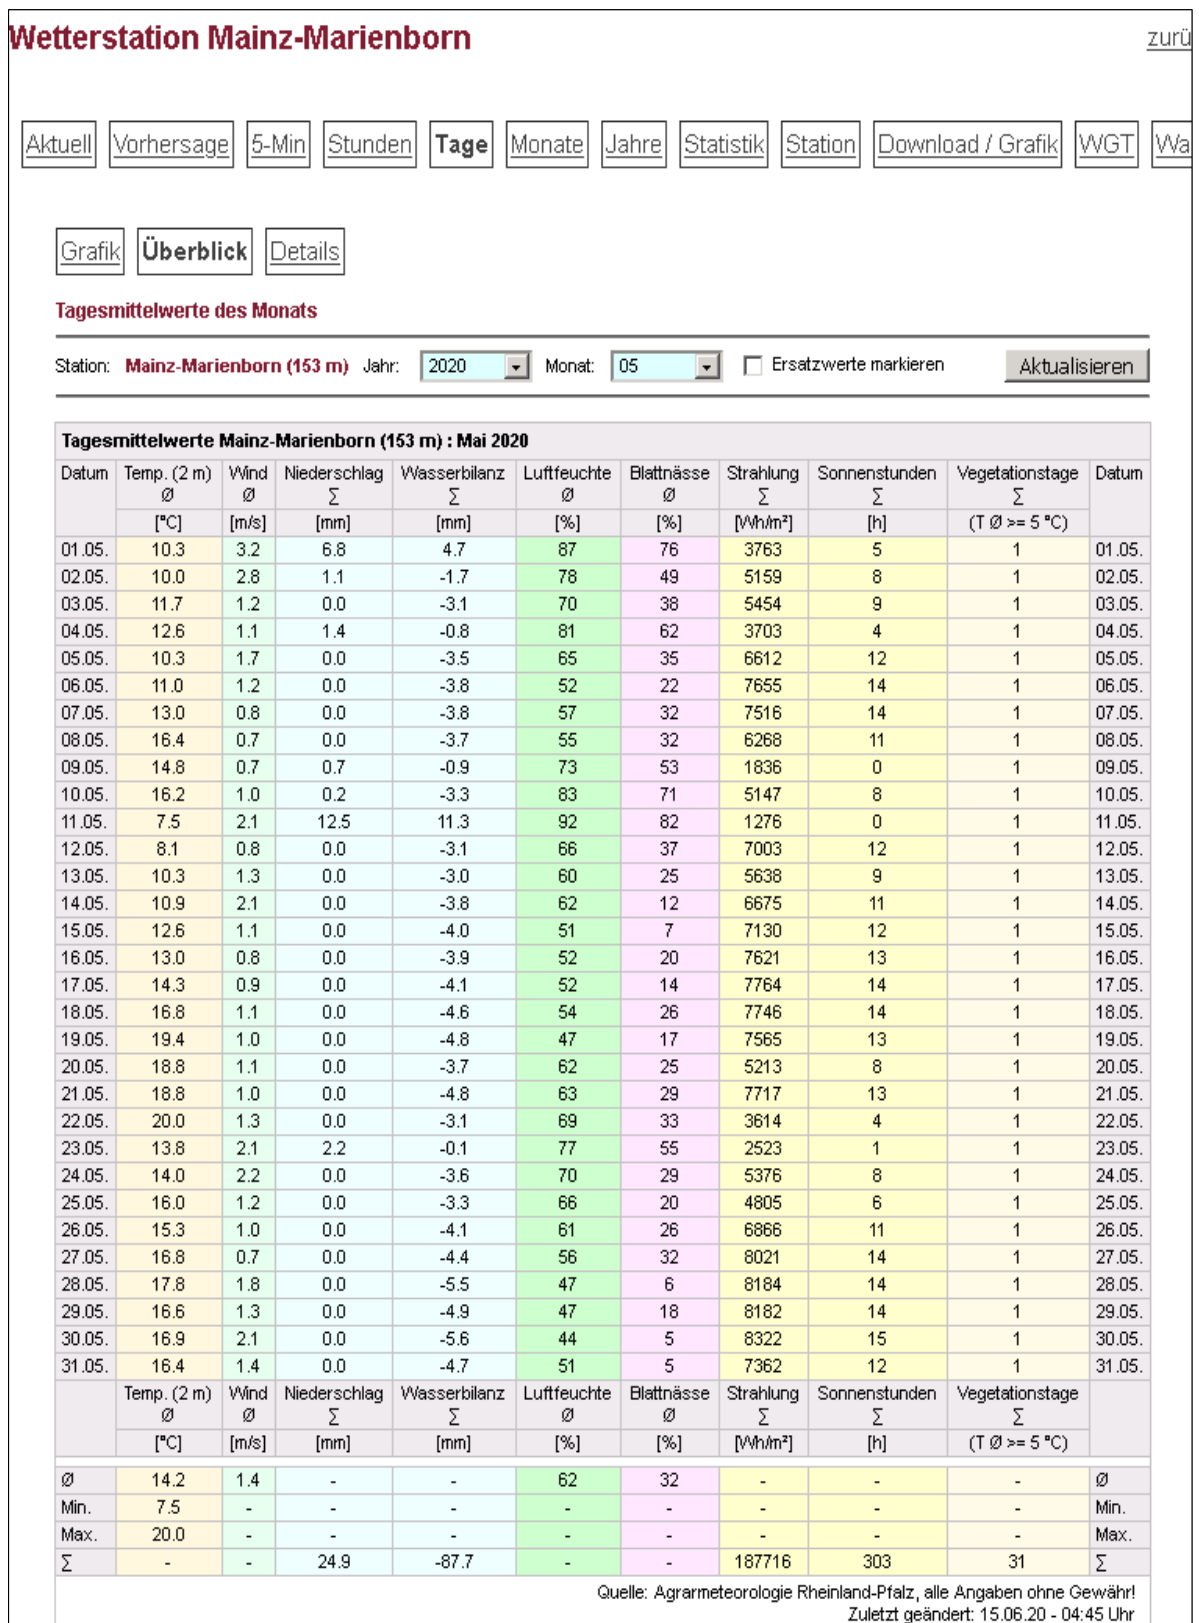 Wetterstation Mainz-Marienborn zurü
Aktuell Vorhersage 5-Min Stunden Tage Monate Jahre Statistik Station Download / Grafik WGT Wa
Grafik Überblick Details
Tagesmittelwerte des Monats
Station: Mainz-Marienborn (153 m) Jahr: 2020 Monat: 05 Ersatzwerte markieren Aktualisieren
Tagesmittelwerte Mainz-Marienborn (153 m) : Mai 2020
Datum Temp. (2 m) Wind Niederschlag Wasserbilanz Luftfeuchte Blattnässe Strahlung Sonnenstunden Vegetationstage Datum
Ø Ø ∑ ∑ Ø Ø ∑ ∑ ∑
[°C] [m/s] [mm] [mm] [%] [%] [Wh/m²] [h] (T Ø >= 5 °C)
01.05. 10.3 3.2 6.8 4.7 87 76 3763 5 1 01.05.
02.05. 10.0 2.8 1.1 -1.7 78 49 5159 8 1 02.05.
03.05. 11.7 1.2 0.0 -3.1 70 38 5454 9 1 03.05.
04.05. 12.6 1.1 1.4 -0.8 81 62 3703 4 1 04.05.
05.05. 10.3 1.7 0.0 -3.5 65 35 6612 12 1 05.05.
06.05. 11.0 1.2 0.0 -3.8 52 22 7655 14 1 06.05.
07.05. 13.0 0.8 0.0 -3.8 57 32 7516 14 1 07.05.
08.05. 16.4 0.7 0.0 -3.7 55 32 6268 11 1 08.05.
09.05. 14.8 0.7 0.7 -0.9 73 53 1836 0 1 09.05.
10.05. 16.2 1.0 0.2 -3.3 83 71 5147 8 1 10.05.
11.05. 7.5 2.1 12.5 11.3 92 82 1276 0 1 11.05.
12.05. 8.1 0.8 0.0 -3.1 66 37 7003 12 1 12.05.
13.05. 10.3 1.3 0.0 -3.0 60 25 5638 9 1 13.05.
14.05. 10.9 2.1 0.0 -3.8 62 12 6675 11 1 14.05.
15.05. 12.6 1.1 0.0 -4.0 51 7 7130 12 1 15.05.
16.05. 13.0 0.8 0.0 -3.9 52 20 7621 13 1 16.05.
17.05. 14.3 0.9 0.0 -4.1 52 14 7764 14 1 17.05.
18.05. 16.8 1.1 0.0 -4.6 54 26 7746 14 1 18.05.
19.05. 19.4 1.0 0.0 -4.8 47 17 7565 13 1 19.05.
20.05. 18.8 1.1 0.0 -3.7 62 25 5213 8 1 20.05.
21.05. 18.8 1.0 0.0 -4.8 63 29 7717 13 1 21.05.
22.05. 20.0 1.3 0.0 -3.1 69 33 3614 4 1 22.05.
23.05. 13.8 2.1 2.2 -0.1 77 55 2523 1 1 23.05.
24.05. 14.0 2.2 0.0 -3.6 70 29 5376 8 1 24.05.
25.05. 16.0 1.2 0.0 -3.3 66 20 4805 6 1 25.05.
26.05. 15.3 1.0 0.0 -4.1 61 26 6866 11 1 26.05.
27.05. 16.8 0.7 0.0 -4.4 56 32 8021 14 1 27.05.
28.05. 17.8 1.8 0.0 -5.5 47 6 8184 14 1 28.05.
29.05. 16.6 1.3 0.0 -4.9 47 18 8182 14 1 29.05.
30.05. 16.9 2.1 0.0 -5.6 44 5 8322 15 1 30.05.
31.05. 16.4 1.4 0.0 -4.7 51 5 7362 12 1 31.05.
Temp. (2 m) Wind Niederschlag Wasserbilanz Luftfeuchte Blattnässe Strahlung Sonnenstunden Vegetationstage
Ø Ø ∑ ∑ Ø Ø ∑ ∑ ∑
[°C] [m/s] [mm] [mm] [%] [%] [Wh/m²] [h] (T Ø >= 5 °C)
Ø 14.2 1.4 - - 62 32 - - - Ø
Min. 7.5 - - - - - - - - Min.
Max. 20.0 - - - - - - - - Max.
∑ - - 24.9 -87.7 - - 187716 303 31 ∑
Quelle: Agrarmeteorologie Rheinland-Pfalz, alle Angaben ohne Gewähr!
Zuletzt geändert: 15.06.20 - 04:45 Uhr